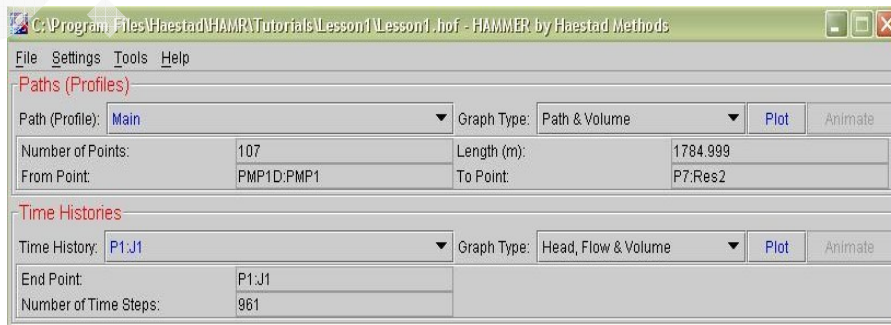 C:\Program Files\Haestad\HAMR\Tutorials\Lesson1\Lesson1.hof - HAMMER by Haestad Methods
File Settings Tools Help
Paths (Profiles)
Path (Profile): Main Graph Type: Path & Volume Plot Animate
Number of Points: 107 Length (m): 1784.999
From Point: PMP1D:PMP1 To Point: P7:Res2
Time Histories
Time History: P1:J1 Graph Type: Head, Flow & Volume Plot Animate
End Point: P1:J1
Number of Time Steps: 961